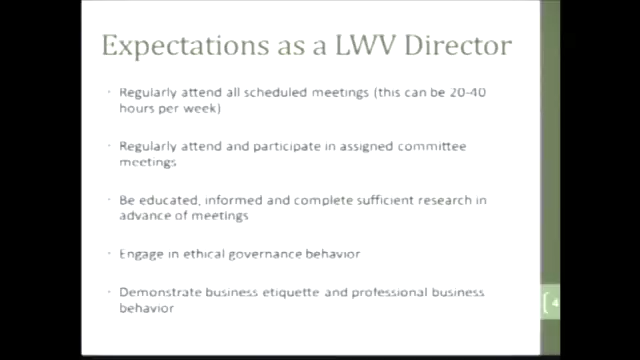 Expectations as a LWV Director
· Regularly attend all scheduled meetings (this can be 20-40
hours per week)
· Regularly attend and participate in assigned committee
meetings
· Be educated, informed and complete sufficient research in
advance of meetings
· Engage in ethical governance behavior
· Demonstrate business etiquette and professional business
behavior
4